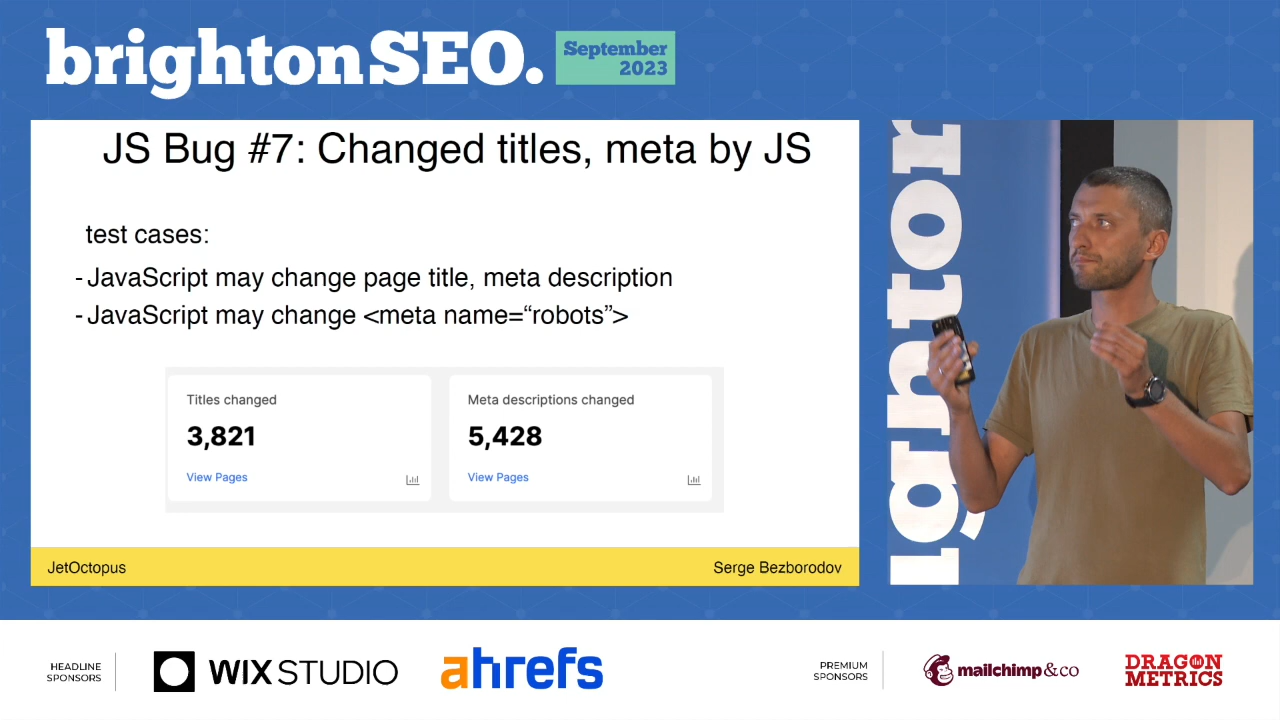 brightonSEO.
September
2023
JS Bug #7: Changed titles, meta by JS
test cases:
- JavaScript may change page title, meta description
- JavaScript may change <meta name=“robots”>
Titles changed
3,821
View Pages
Meta descriptions changed
5,428
View Pages
JetOctopus
Serge Bezborodov
HEADLINE
SPONSORS
WIX STUDIO
ahrefs
PREMIUM
SPONSORS
mailchimp&co
DRAGON
METRICS